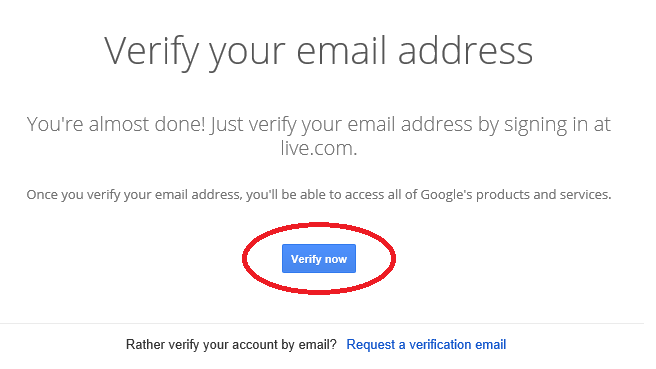 Verify your email address
You're almost done! Just verify your email address by signing in at
live.com.
Once you verify your email address, you'll be able to access all of Google's products and services.
Verify now
Rather verify your account by email? Request a verification email